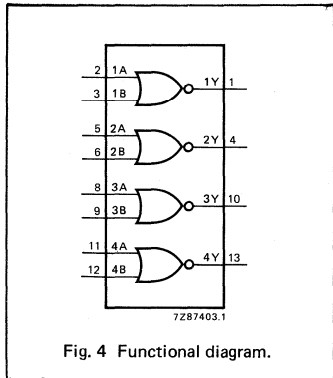 2 1A 1Y 1
3 1B
5 2A 2Y 4
6 2B
8 3A 3Y 10
9 3B
11 4A 4Y 13
12 4B
7Z87403.1
Fig. 4 Functional diagram.